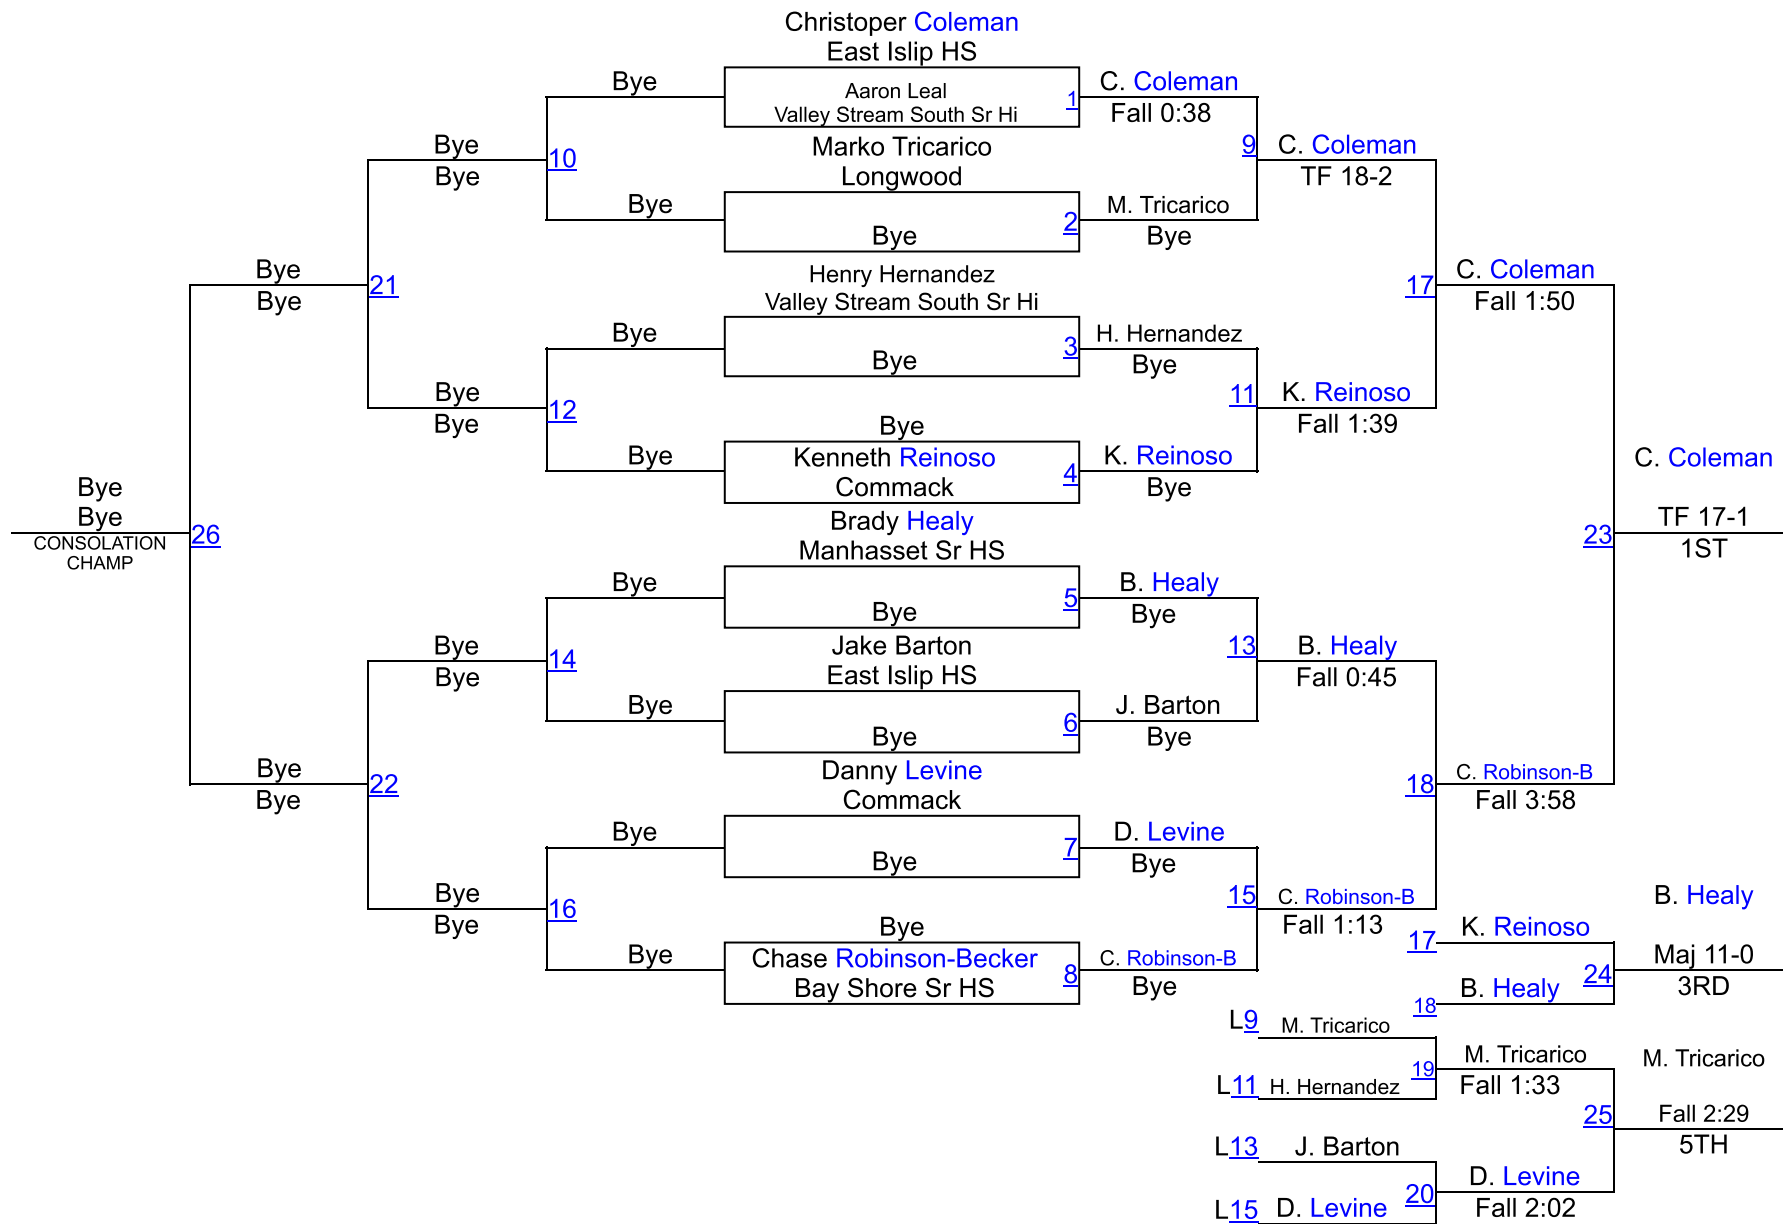 Christoper Coleman
East Islip HS
Bye
Aaron Leal
Valley Stream South Sr Hi
1
C. Coleman
Fall 0:38
Bye
Bye
10
Marko Tricarico
Longwood
9
C. Coleman
TF 18-2
Bye
Bye
2
M. Tricarico
Bye
Bye
Bye
21
Henry Hernandez
Valley Stream South Sr Hi
17
C. Coleman
Fall 1:50
Bye
Bye
3
H. Hernandez
Bye
Bye
Bye
12
11
K. Reinoso
Fall 1:39
Bye
Bye
Kenneth Reinoso
Commack
4
K. Reinoso
Bye
C. Coleman
TF 17-1
1ST
23
Bye
Bye
CONSOLATION
CHAMP
26
Brady Healy
Manhasset Sr HS
Bye
Bye
5
B. Healy
Bye
Bye
Bye
14
Jake Barton
East Islip HS
13
B. Healy
Fall 0:45
Bye
Bye
6
J. Barton
Bye
Bye
Bye
22
Danny Levine
Commack
18
C. Robinson-B
Fall 3:58
Bye
Bye
7
D. Levine
Bye
Bye
Bye
16
15
C. Robinson-B
Fall 1:13
Bye
Bye
Chase Robinson-Becker
Bay Shore Sr HS
8
C. Robinson-B
Bye
17
K. Reinoso
18
B. Healy
24
B. Healy
Maj 11-0
3RD
L9
M. Tricarico
L11
H. Hernandez
19
M. Tricarico
Fall 1:33
L13
J. Barton
L15
D. Levine
20
D. Levine
Fall 2:02
25
M. Tricarico
Fall 2:29
5TH